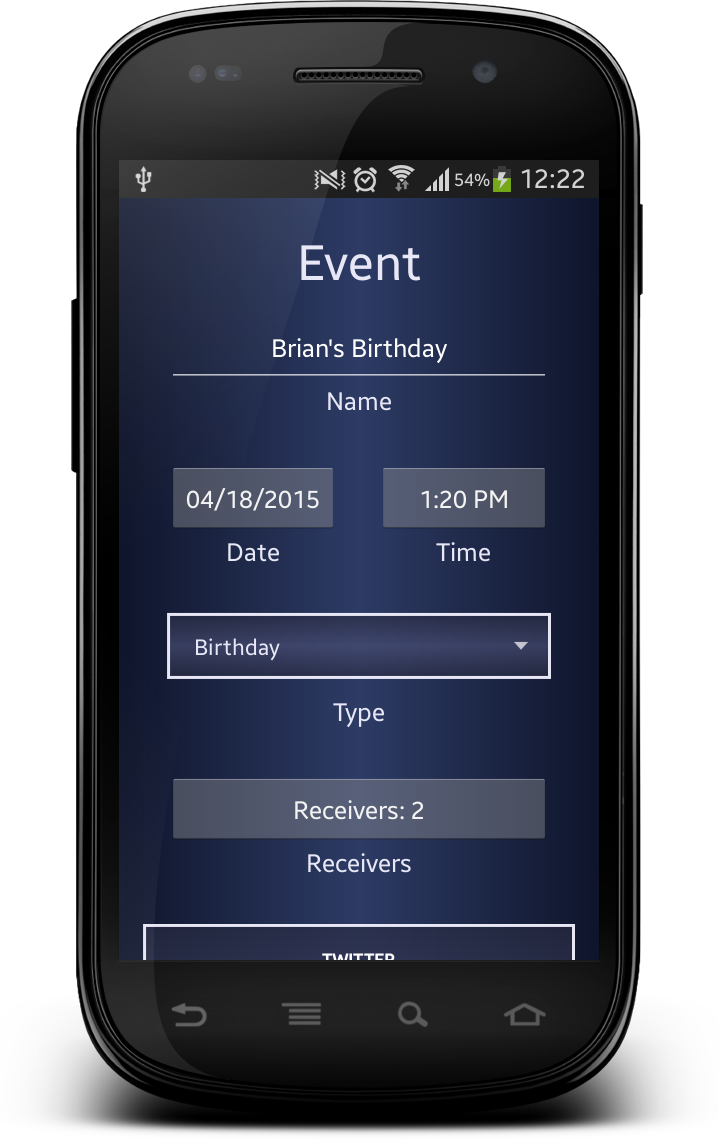 54% 12:22
Event
Brian's Birthday
Name
04/18/2015 1:20 PM
Date Time
Birthday
Type
Receivers: 2
Receivers
TWITTER